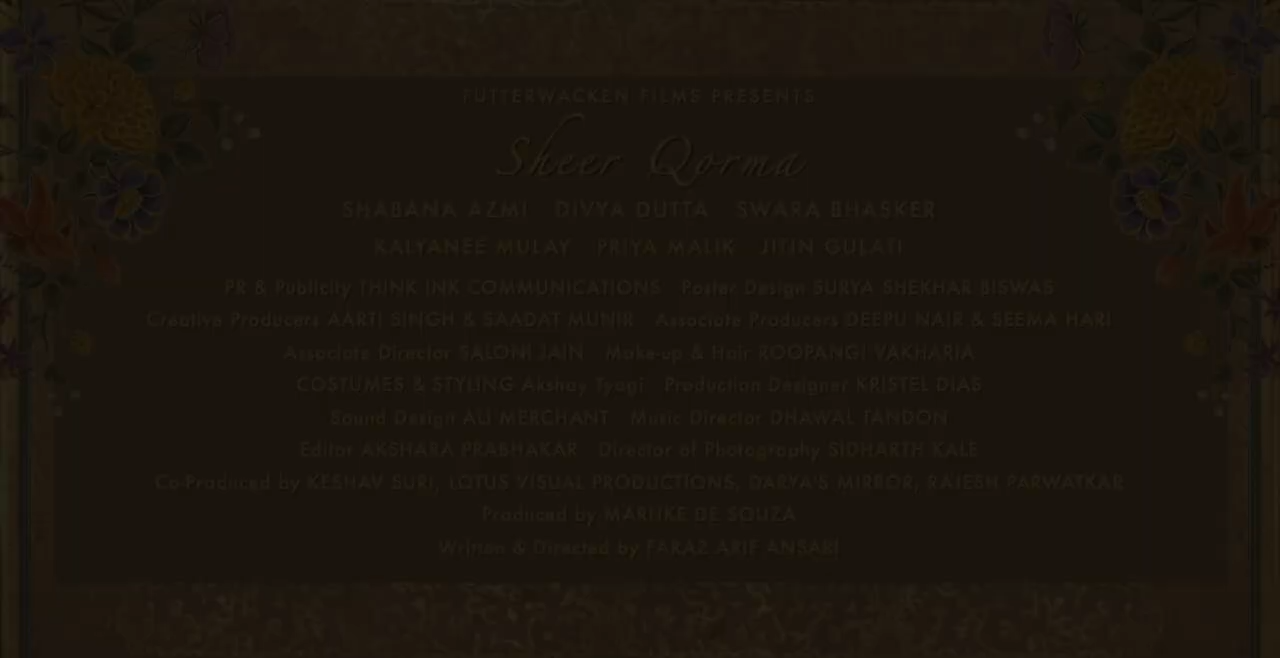 FUTTERWACKEN FILMS PRESENTS
Sheer Qorma
SHABANA AZMI DIVYA DUTTA SWARA BHASKER
KALYANEE MULAY PRIYA MALIK JITIN GULATI
PR & Publicity THINK INK COMMUNICATIONS Poster Design SURYA SHEKHAR BISWAS
Creative Producers AARTI SINGH & SAADAT MUNIR Associate Producers DEEPU NAIR & SEEMA HARI
Associate Director SALONI JAIN Make-up & Hair ROOPANGI VAKHARIA
COSTUMES & STYLING Akshay Tyagi Production Designer KRISTEL DIAS
Sound Design ALI MERCHANT Music Director DHAWAL TANDON
Editor AKSHARA PRABHAKAR Director of Photography SIDHARTH KALE
Co-Produced by KESHAV SURI, LOTUS VISUAL PRODUCTIONS, DARYA'S MIRROR, RAJESH PARWATKAR
Produced by MARIJKE DE SOUZA
Written & Directed by FARAZ ARIF ANSARI